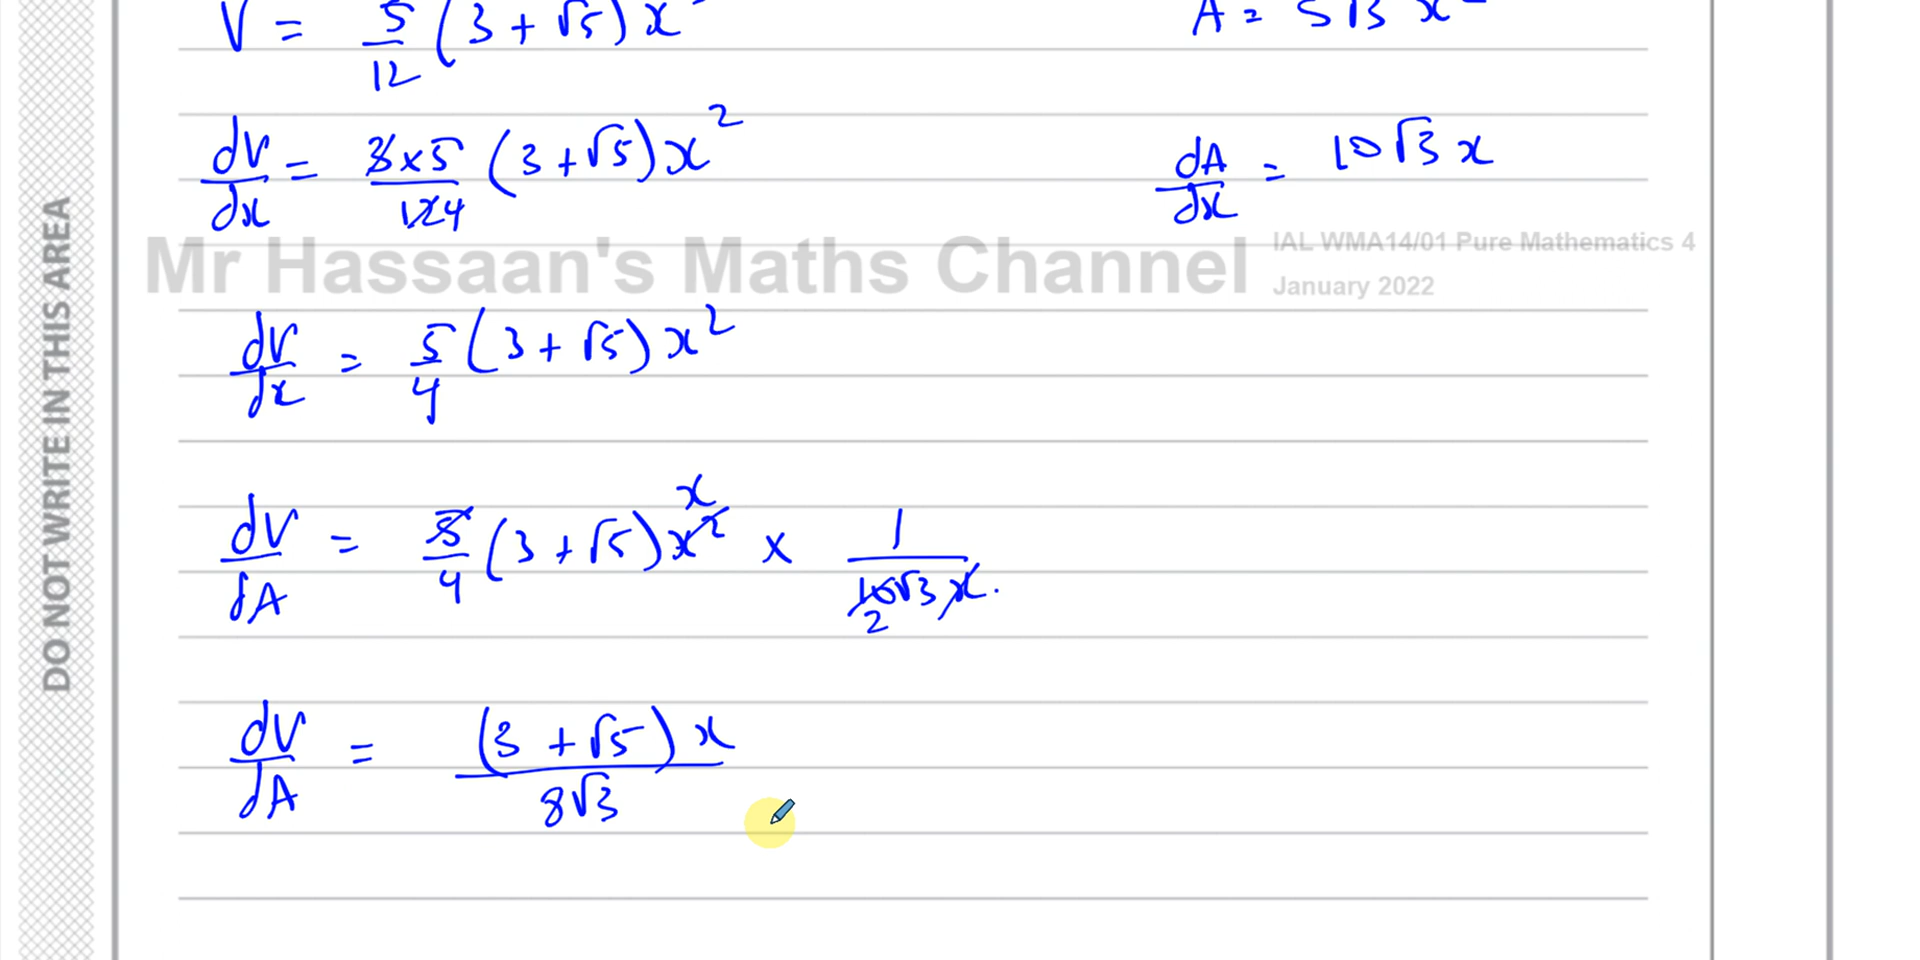 V = 5/12 (3 + √5) x
A = 5√3 x
dV/dx = 3×5/12 4 (3 + √5) x²
dA/dx = 10√3 x
Mr Hassaan's Maths Channel
IAL WMA14/01 Pure Mathematics 4
January 2022
dV/dx = 5/4 (3 + √5) x²
dV/dA = 5/4 (3 + √5) x² x × 1/10√3 x. 2
dV/dA = (3 + √5) x / 8√3
DO NOT WRITE IN THIS AREA